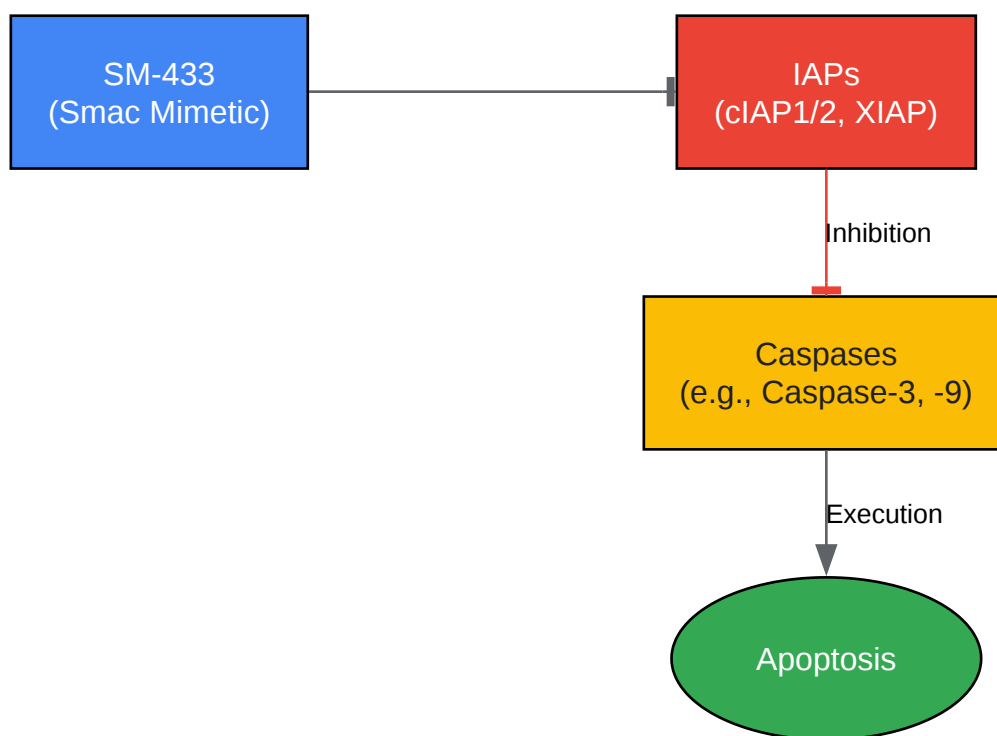 SM-433
(Smac Mimetic)
IAPs
(cIAP1/2, XIAP)
Inhibition
Caspases
(e.g., Caspase-3, -9)
Execution
Apoptosis